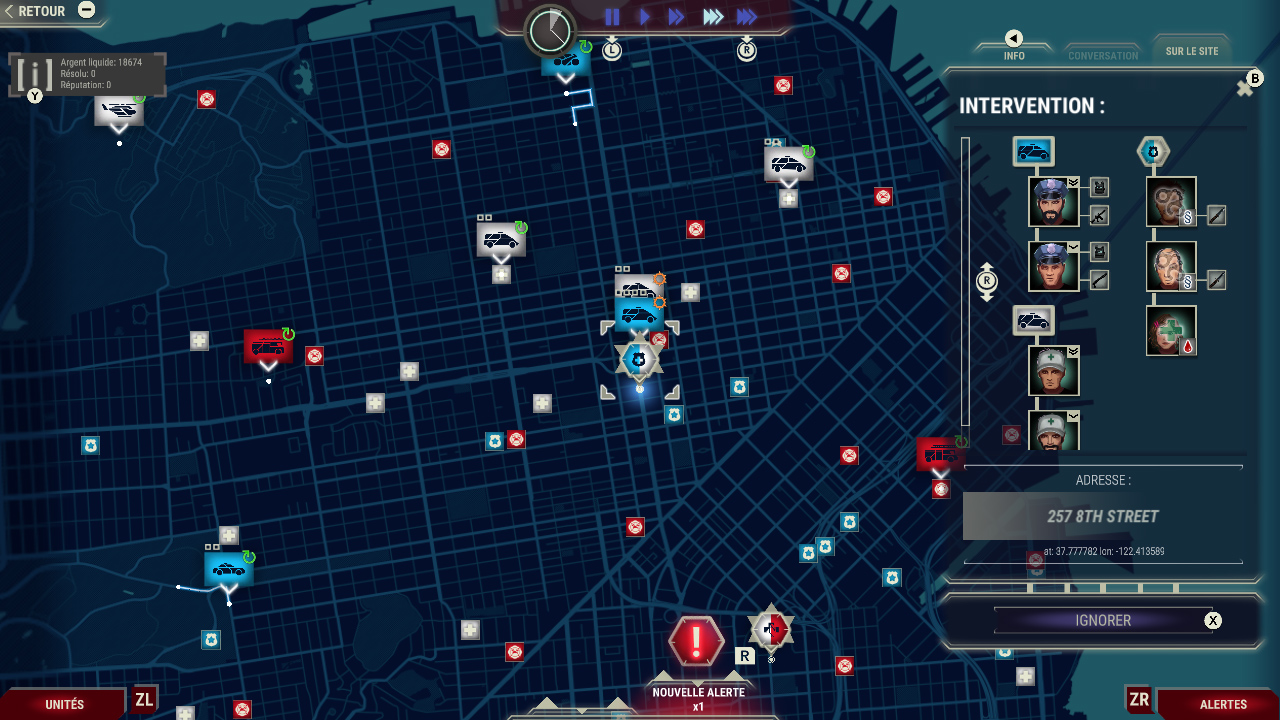 RETOUR
Argent liquide: 18674
Résolu: 0
Réputation: 0
Y
L
R
INFO
CONVERSATION
SUR LE SITE
B
INTERVENTION :
R
ADRESSE :
257 8TH STREET
at: 37.777782 lon: -122.413589
IGNORER
X
R
NOUVELLE ALERTE
x1
UNITÉS
ZL
ZR
ALERTES